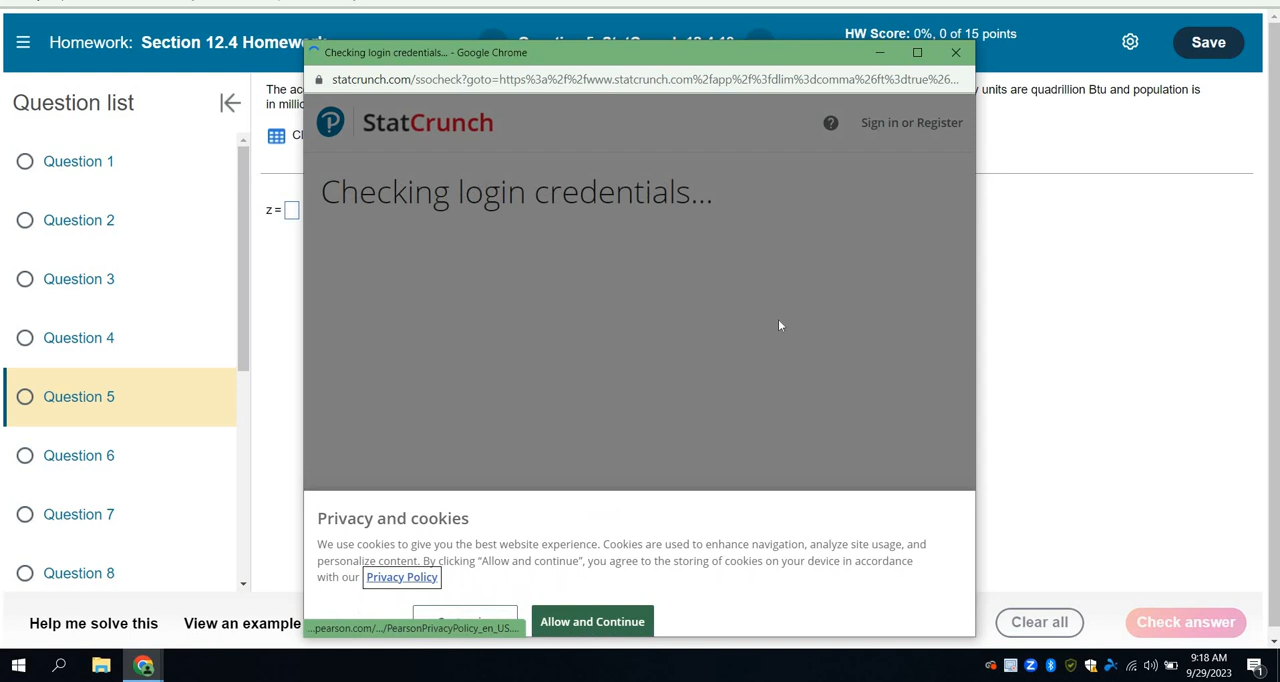 Homework: Section 12.4 Homew
HW Score: 0%, 0 of 15 points
Save
Checking login credentials... - Google Chrome
statcrunch.com/ssocheck?goto=https%3a%2f%2fwww.statcrunch.com%2fapp%2f%3fdlim%3dcomma%26ft%3dtrue%26...
Question list
The ac
units are quadrillion Btu and population is
in millio
StatCrunch
Sign in or Register
Checking login credentials...
z =
Question 1
Question 2
Question 3
Question 4
Question 5
Question 6
Question 7
Question 8
Privacy and cookies
We use cookies to give you the best website experience. Cookies are used to enhance navigation, analyze site usage, and
personalize content. By clicking “Allow and continue”, you agree to the storing of cookies on your device in accordance
with our Privacy Policy
Allow and Continue
...pearson.com/.../PearsonPrivacyPolicy_en_US....
Help me solve this
View an example
Clear all
Check answer
9:18 AM
9/29/2023